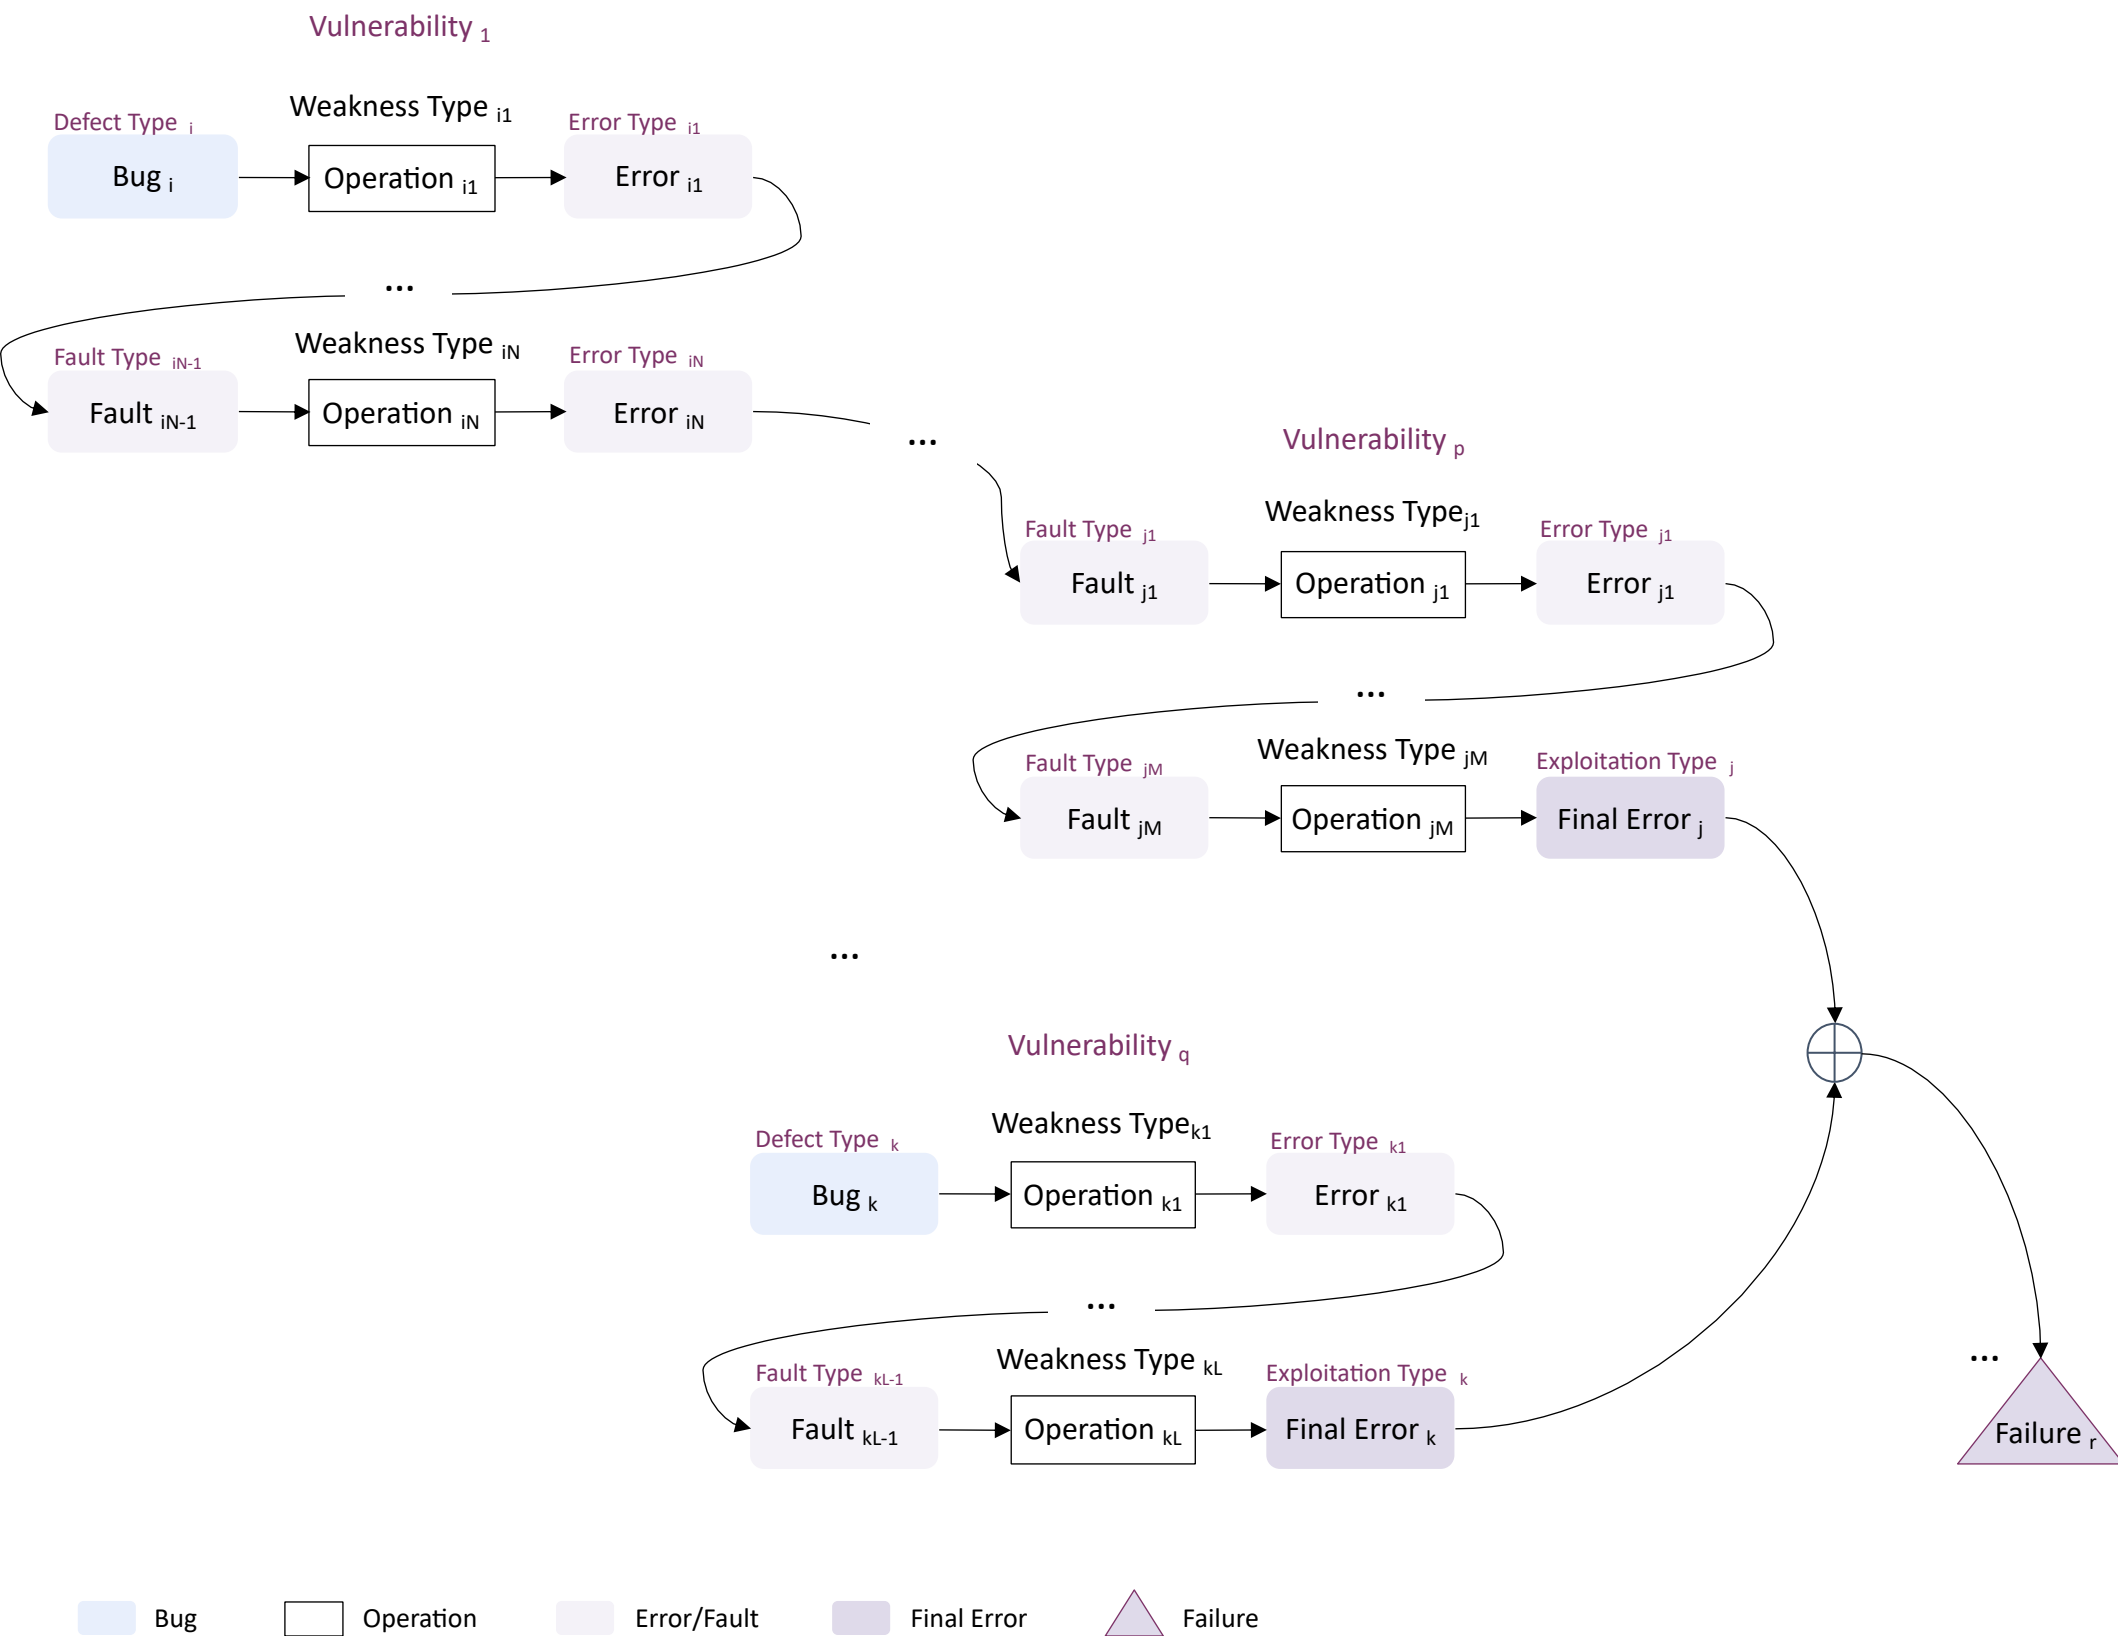 Vulnerability 1
Weakness Type i1
Defect Type i
Error Type i1
Bug i
Operation i1
Error i1
...
Weakness Type iN
Fault Type iN-1
Error Type iN
Fault iN-1
Operation iN
Error iN
...
Vulnerability p
Weakness Typej1
Fault Type j1
Error Type j1
Fault j1
Operation j1
Error j1
...
Weakness Type jM
Fault Type jM
Exploitation Type j
Fault jM
Operation jM
Final Error j
...
Vulnerability q
Weakness Typek1
Defect Type k
Error Type k1
Bug k
Operation k1
Error k1
...
Weakness Type kL
Fault Type kL-1
Exploitation Type k
Fault kL-1
Operation kL
Final Error k
...
Failure r
Bug
Operation
Error/Fault
Final Error
Failure